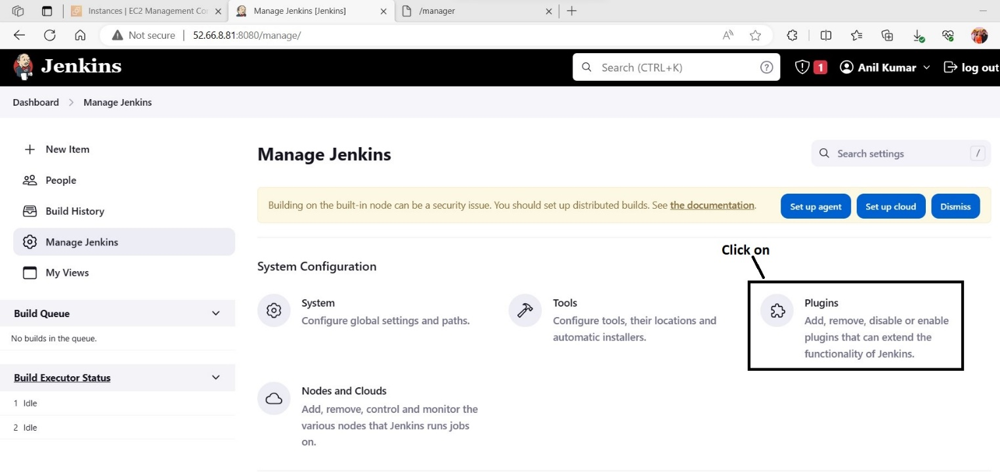 Instances | EC2 Management Co
Manage Jenkins [Jenkins]
/manager
Not secure
52.66.8.81:8080/manage/
Jenkins
Search (CTRL+K)
?
1
Anil Kumar
log out
Dashboard
Manage Jenkins
New Item
People
Build History
Manage Jenkins
My Views
Build Queue
No builds in the queue.
Build Executor Status
1 Idle
2 Idle
Manage Jenkins
Search settings
/
Building on the built-in node can be a security issue. You should set up distributed builds. See the documentation.
Set up agent
Set up cloud
Dismiss
Click on
System Configuration
System
Configure global settings and paths.
Tools
Configure tools, their locations and
automatic installers.
Plugins
Add, remove, disable or enable
plugins that can extend the
functionality of Jenkins.
Nodes and Clouds
Add, remove, control and monitor the
various nodes that Jenkins runs jobs
on.